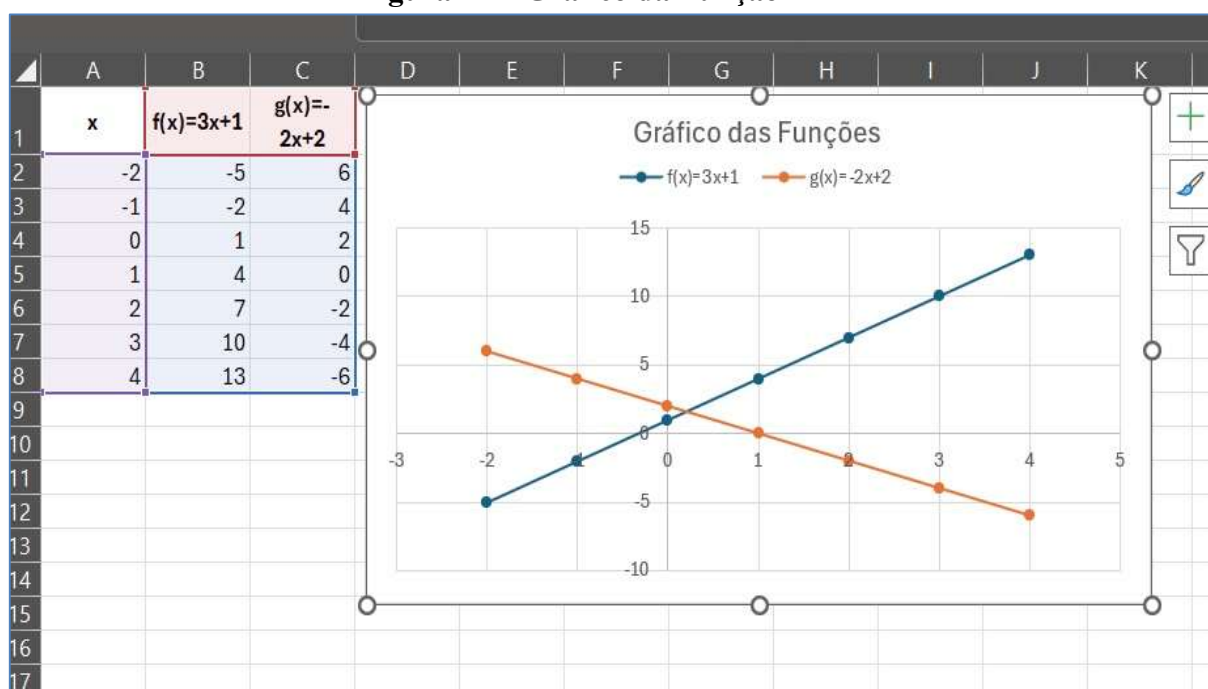 A B C D E F G H I J K
1 x f(x)=3x+1 g(x)=-
2x+2
2 -2 -5 6
3 -1 -2 4
4 0 1 2
5 1 4 0
6 2 7 -2
7 3 10 -4
8 4 13 -6
9
10
11
12
13
14
15
16
17
Gráfico das Funções
f(x)=3x+1 g(x)=-2x+2
15
10
5
0
-3 -2 -1 0 1 2 3 4 5
-5
-10